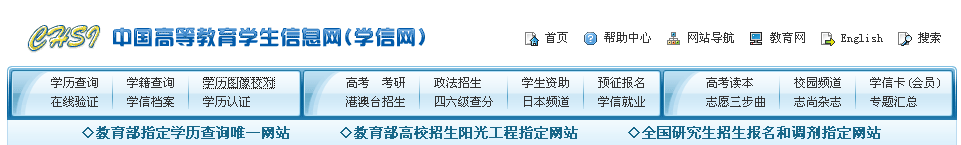 CHSI 中国高等教育学生信息网(学信网)
首页 帮助中心 网站导航 教育网 English 搜索
学历查询 学籍查询 学历图像校对 高考 考研 政法招生 学生资助 预征报名 高考读本 校园频道 学信卡(会员)
在线验证 学信档案 学历认证 港澳台招生 四六级查分 日本频道 学信就业 志愿三步曲 志尚杂志 专题汇总
◇教育部指定学历查询唯一网站 ◇教育部高校招生阳光工程指定网站 ◇全国研究生招生报名和调剂指定网站